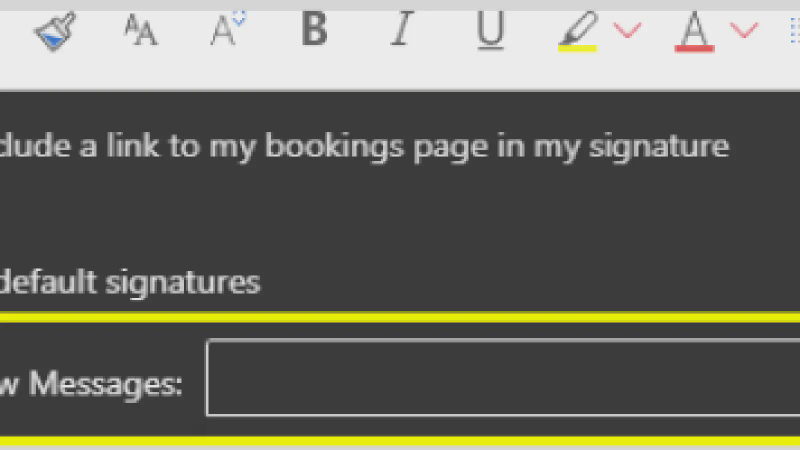 B I U A
clude a link to my bookings page in my signature
default signatures
w Messages: